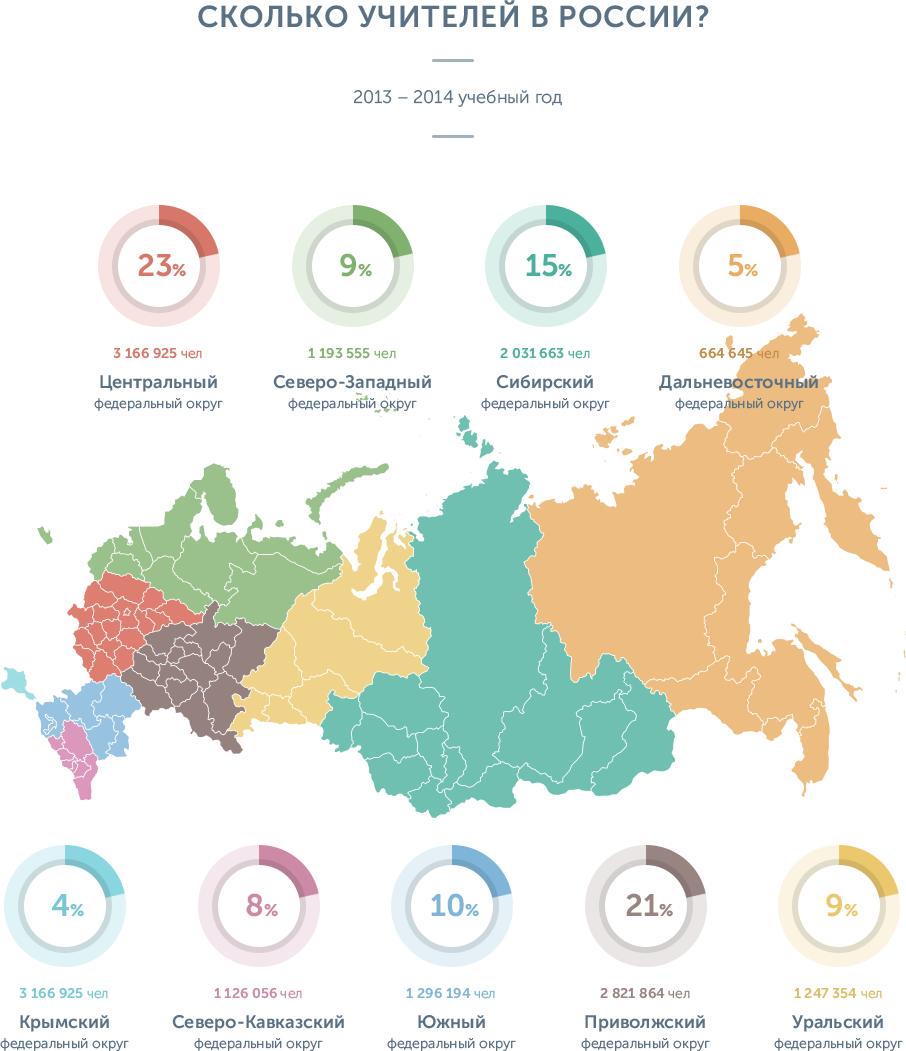 СКОЛЬКО УЧИТЕЛЕЙ В РОССИИ?
2013 – 2014 учебный год
23% 9% 15% 5%
3 166 925 чел 1 193 555 чел 2 031 663 чел 664 645 чел
Центральный Северо-Западный Сибирский Дальневосточный
федеральный округ федеральный округ федеральный округ федеральный округ
4% 8% 10% 21% 9%
3 166 925 чел 1 126 056 чел 1 296 194 чел 2 821 864 чел 1 247 354 чел
Крымский Северо-Кавказский Южный Приволжский Уральский
федеральный округ федеральный округ федеральный округ федеральный округ федеральный округ